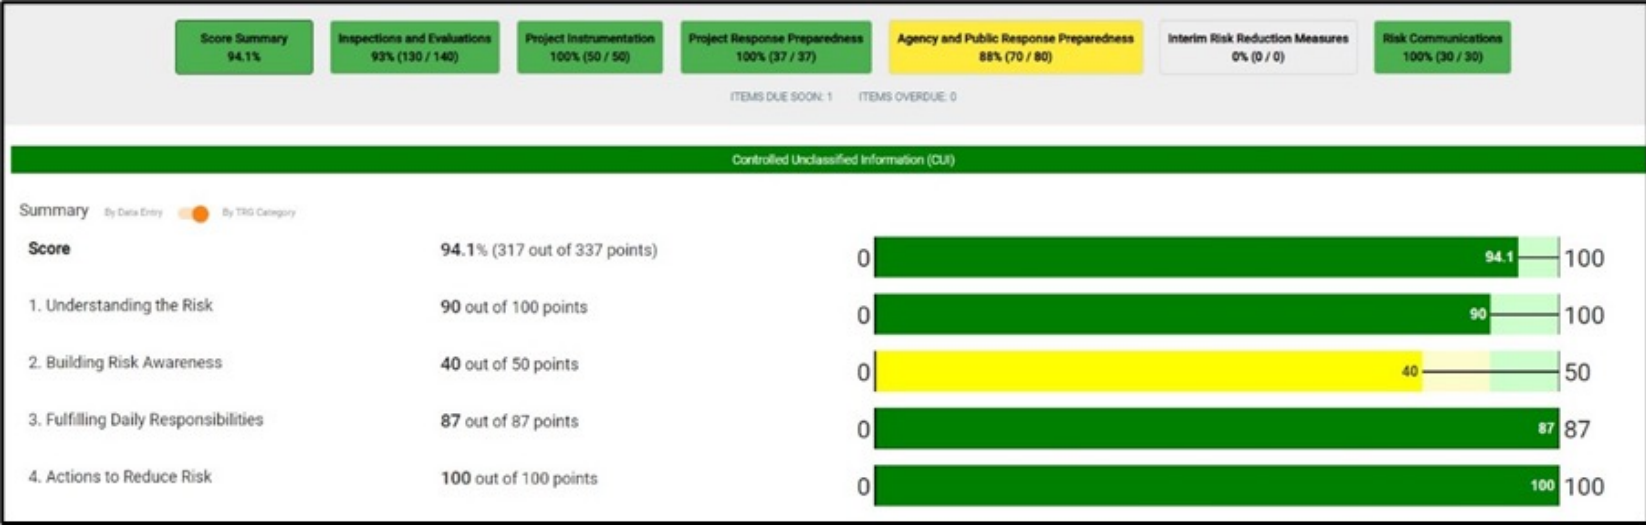 Score Summary
94.1%
Inspections and Evaluations
93% (130 / 140)
Project Instrumentation
100% (50 / 50)
Project Response Preparedness
100% (37 / 37)
Agency and Public Response Preparedness
88% (70 / 80)
Interim Risk Reduction Measures
0% (0 / 0)
Risk Communications
100% (30 / 30)
ITEMS DUE SOON: 1 ITEMS OVERDUE: 0
Controlled Unclassified Information (CUI)
Summary By Data Entry By TRG Category
Score 94.1% (317 out of 337 points) 0 94.1 100
1. Understanding the Risk 90 out of 100 points 0 90 100
2. Building Risk Awareness 40 out of 50 points 0 40 50
3. Fulfilling Daily Responsibilities 87 out of 87 points 0 87 87
4. Actions to Reduce Risk 100 out of 100 points 0 100 100